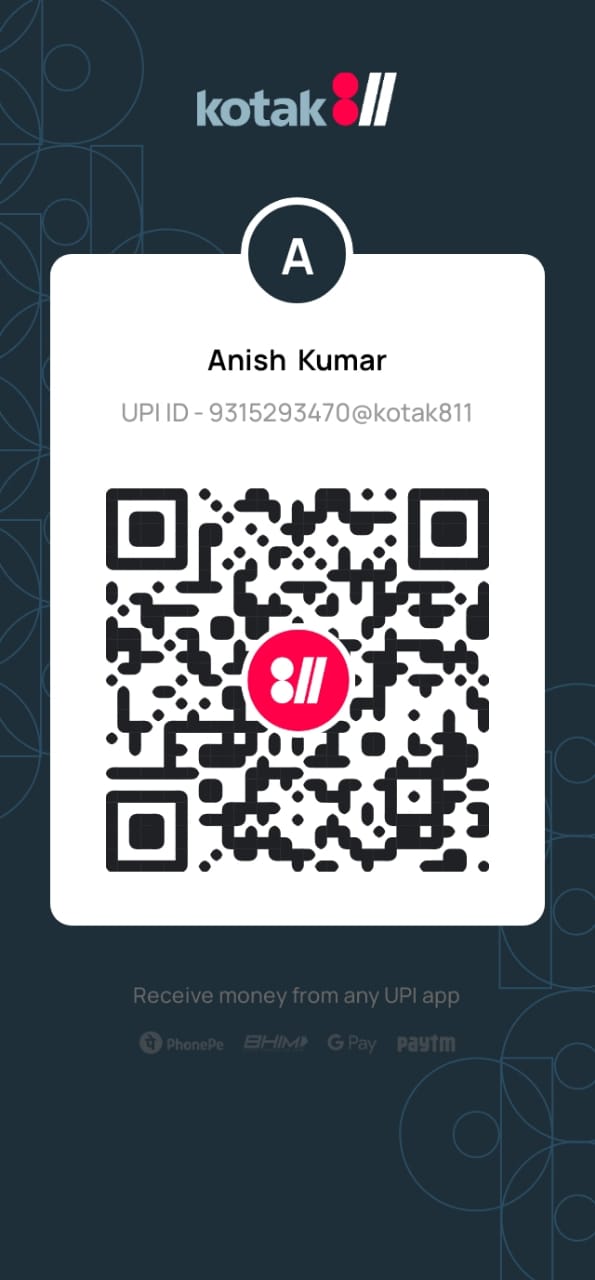 kotak811
A
Anish Kumar
UPI ID - 9315293470@kotak811
811
Receive money from any UPI app
PhonePe BHIM G Pay paytm